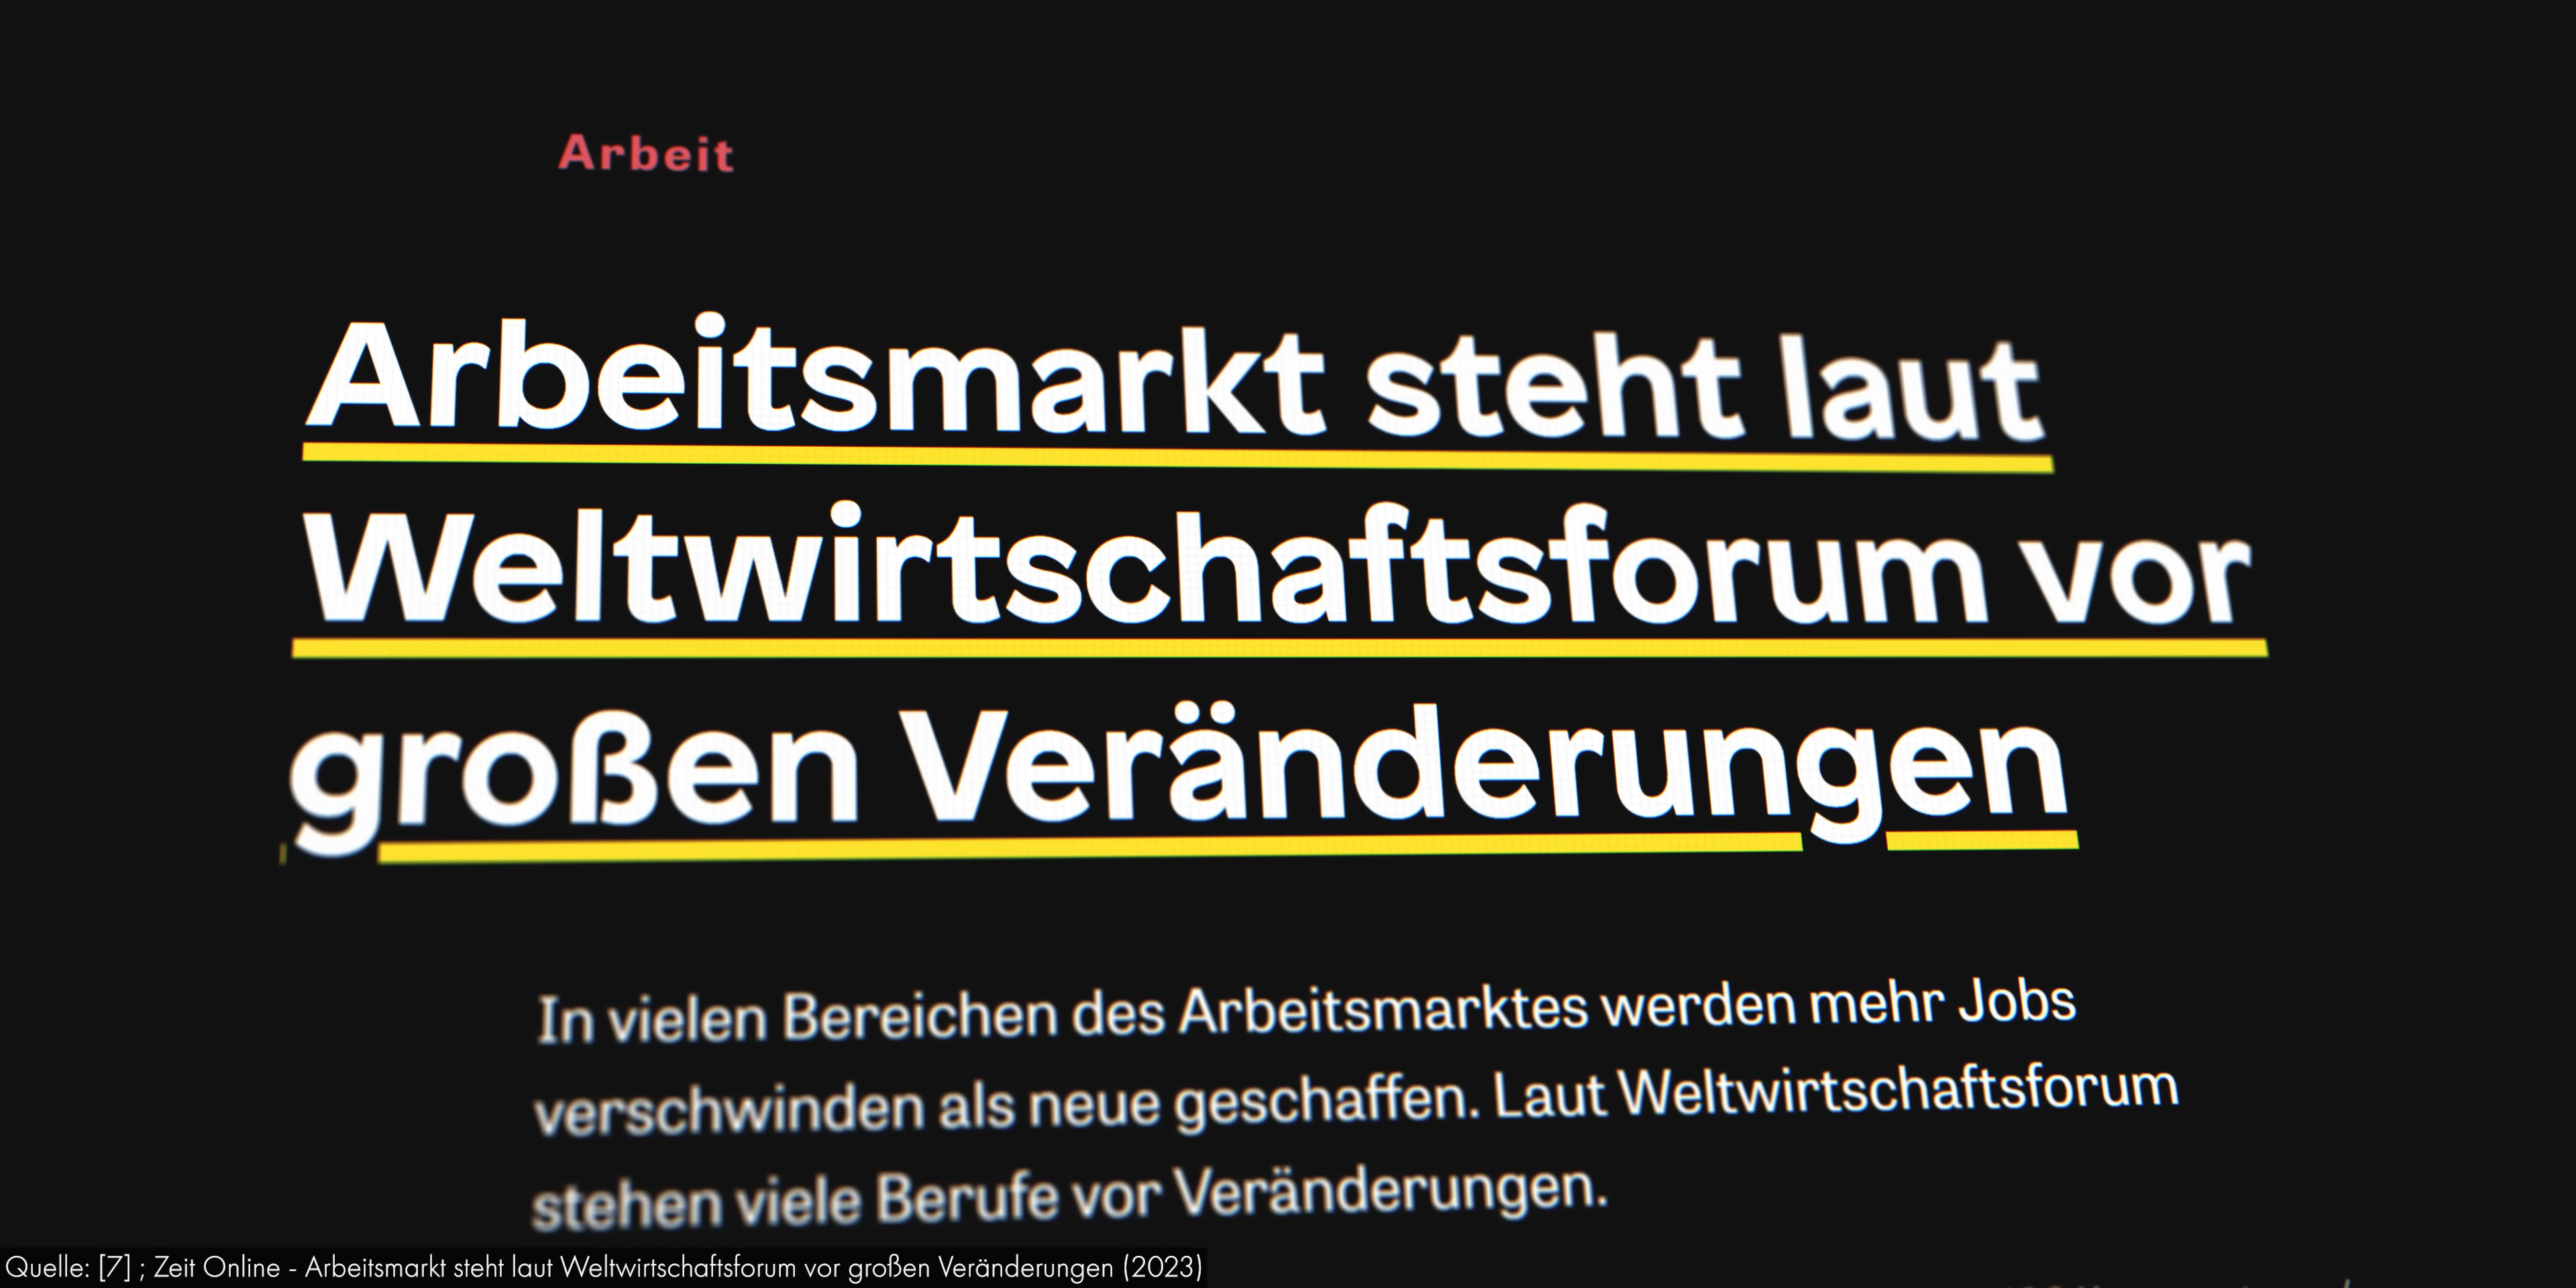 Arbeit
Arbeitsmarkt steht laut
Weltwirtschaftsforum vor
großen Veränderungen
In vielen Bereichen des Arbeitsmarktes werden mehr Jobs
verschwinden als neue geschaffen. Laut Weltwirtschaftsforum
stehen viele Berufe vor Veränderungen.
Quelle: [7] ; Zeit Online - Arbeitsmarkt steht laut Weltwirtschaftsforum vor großen Veränderungen (2023)